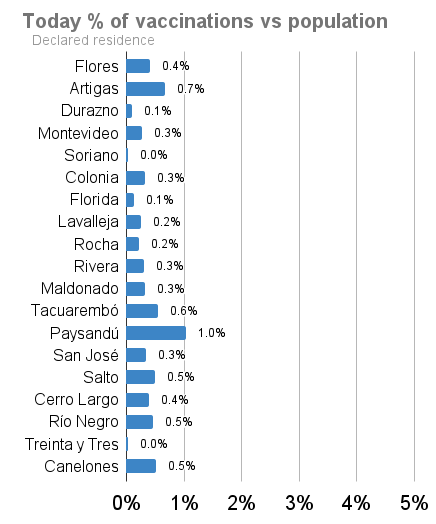 Today % of vaccinations vs population
Declared residence
Flores 0.4%
Artigas 0.7%
Durazno 0.1%
Montevideo 0.3%
Soriano 0.0%
Colonia 0.3%
Florida 0.1%
Lavalleja 0.2%
Rocha 0.2%
Rivera 0.3%
Maldonado 0.3%
Tacuarembó 0.6%
Paysandú 1.0%
San José 0.3%
Salto 0.5%
Cerro Largo 0.4%
Río Negro 0.5%
Treinta y Tres 0.0%
Canelones 0.5%
0% 1% 2% 3% 4% 5%